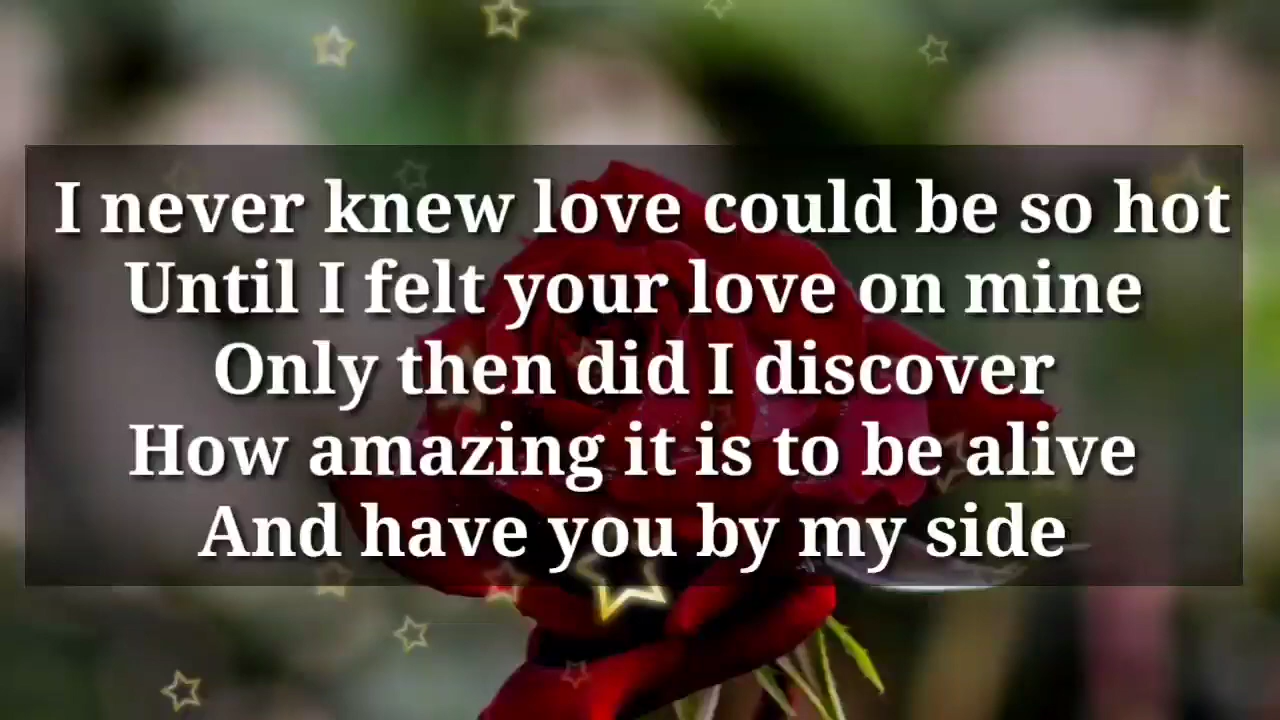 I never knew love could be so hot
Until I felt your love on mine
Only then did I discover
How amazing it is to be alive
And have you by my side